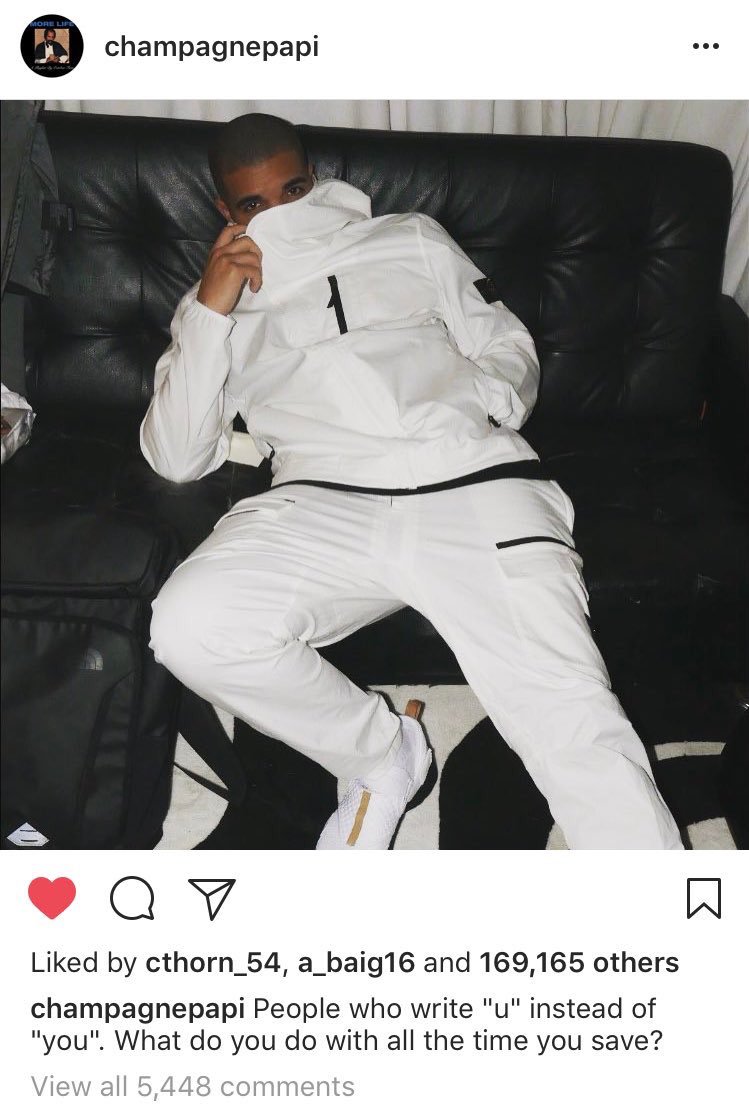 MORE LIFE
champagnepapi
1
Liked by cthorn_54, a_baig16 and 169,165 others
champagnepapi People who write "u" instead of
"you". What do you do with all the time you save?
View all 5,448 comments